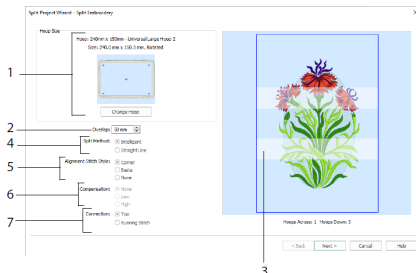 Split Project Wizard - Split Embroidery
Hoop Size
Hoop: 240mm x 150mm - Universal Large Hoop 2
Size: 240.0 mm x 150.0 mm, Rotated
1
Change Hoop
2
Overlap: 50 mm
4
Split Method:
Intelligent
Straight Line
5
Alignment Stitch Style:
Corner
Baste
None
6
Compensation:
None
Low
High
7
Connection:
Trim
Running Stitch
Hoops Across: 1 Hoops Down: 3
< Back
Next >
Cancel
Help
3